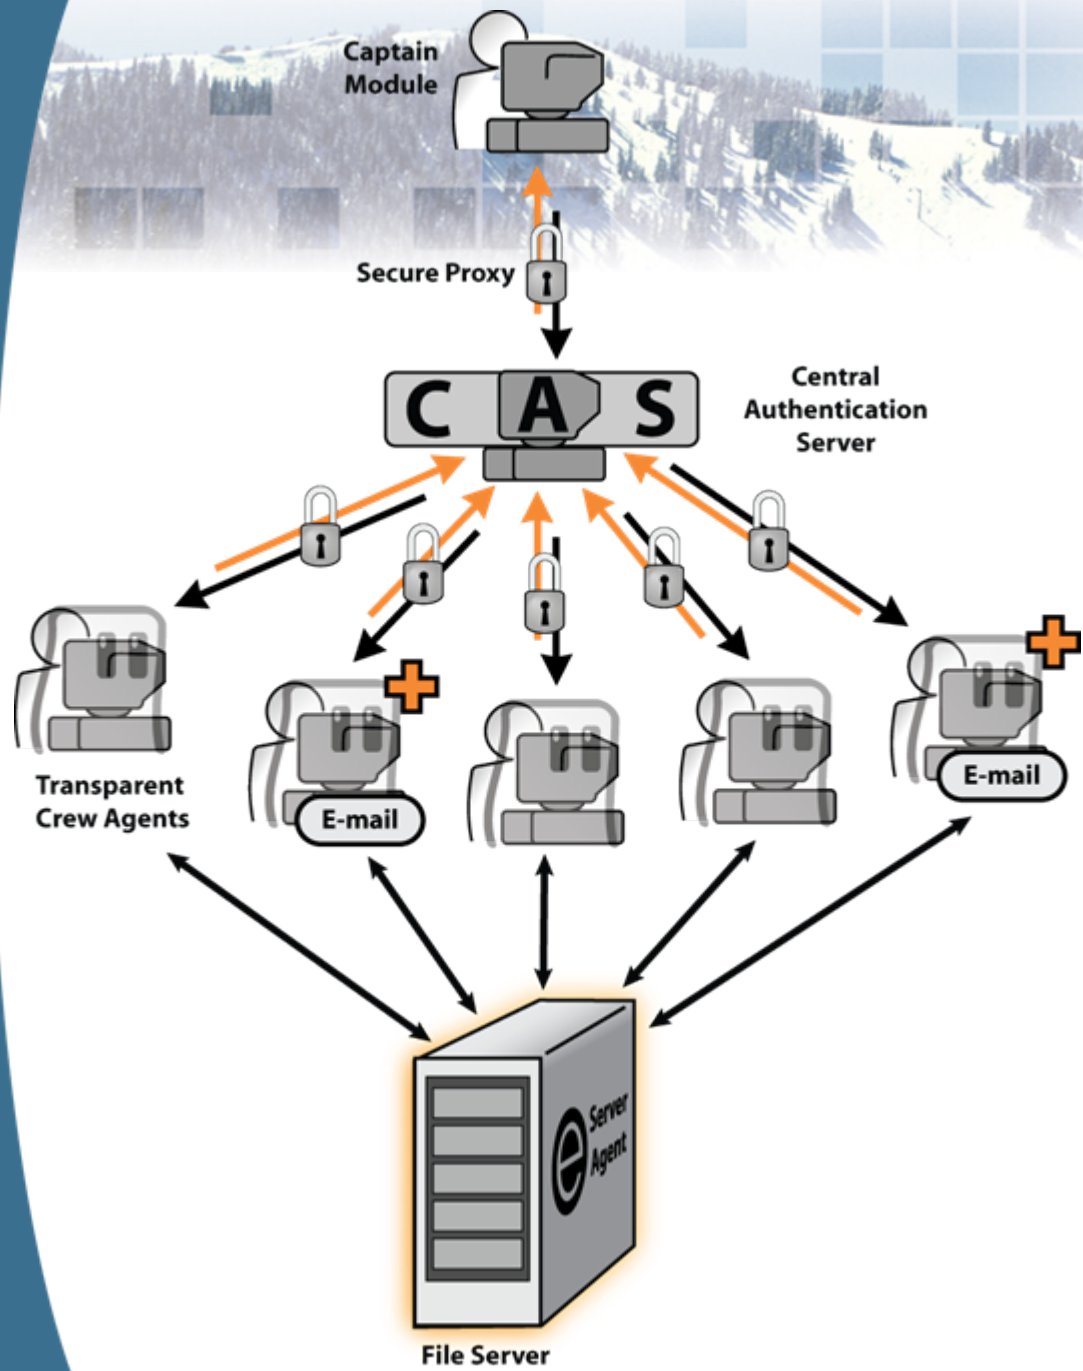 Captain
Module
Secure Proxy
C A S
Central
Authentication
Server
Transparent
Crew Agents
E-mail
E-mail
e
Server
Agent
File Server